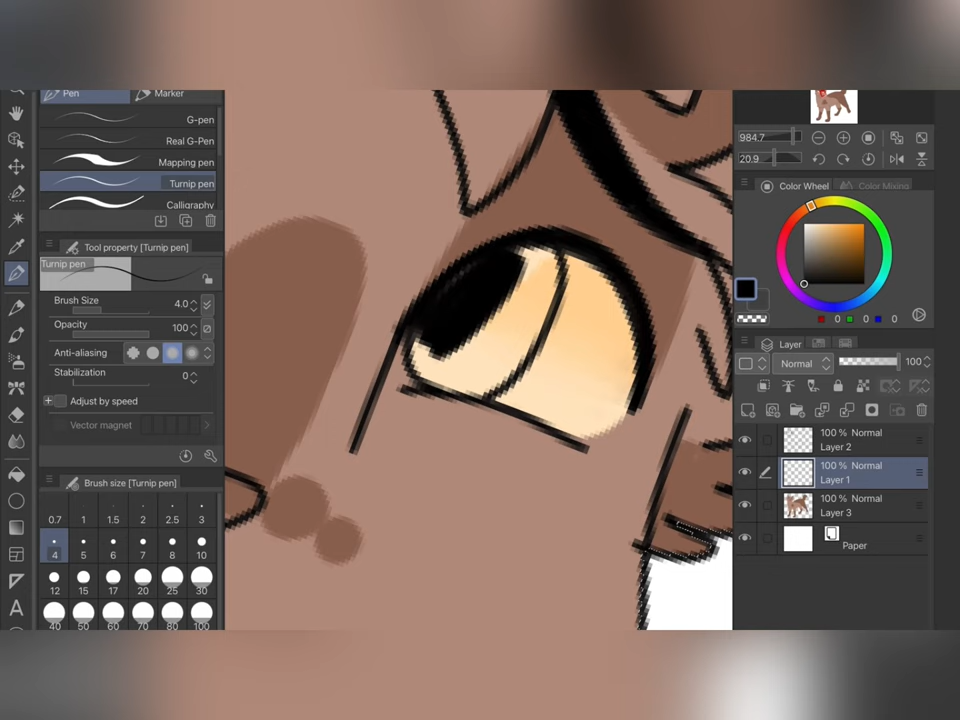 Pen
Marker
G-pen
Real G-Pen
Mapping pen
Turnip pen
Calligraphy
Tool property [Turnip pen]
Turnip pen
Brush Size 4.0
Opacity 100
Anti-aliasing
Stabilization 0
Adjust by speed
Vector magnet
Brush size [Turnip pen]
0.7 1 1.5 2 2.5 3
4 5 6 7 8 10
12 15 17 20 25 30
40 50 60 70 80 100
A
984.7
20.9
Color Wheel
Color Mixing
0 0 0
Layer
Normal 100
100 % Normal
Layer 2
100 % Normal
Layer 1
100 % Normal
Layer 3
Paper